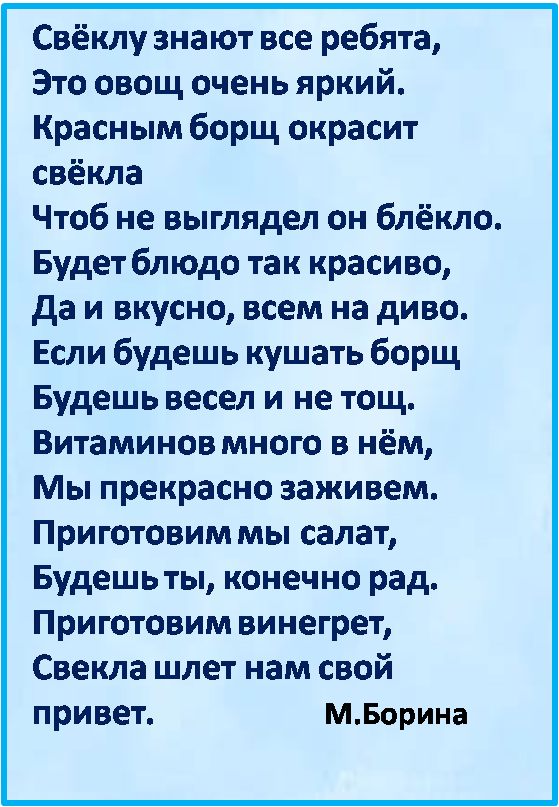 Свёклу знают все ребята,
Это овощ очень яркий.
Красным борщ окрасит
свёкла
Чтоб не выглядел он блёкло.
Будет блюдо так красиво,
Да и вкусно, всем на диво.
Если будешь кушать борщ
Будешь весел и не тощ.
Витаминов много в нём,
Мы прекрасно заживем.
Приготовим мы салат,
Будешь ты, конечно рад.
Приготовим винегрет,
Свекла шлет нам свой
привет. М.Борина